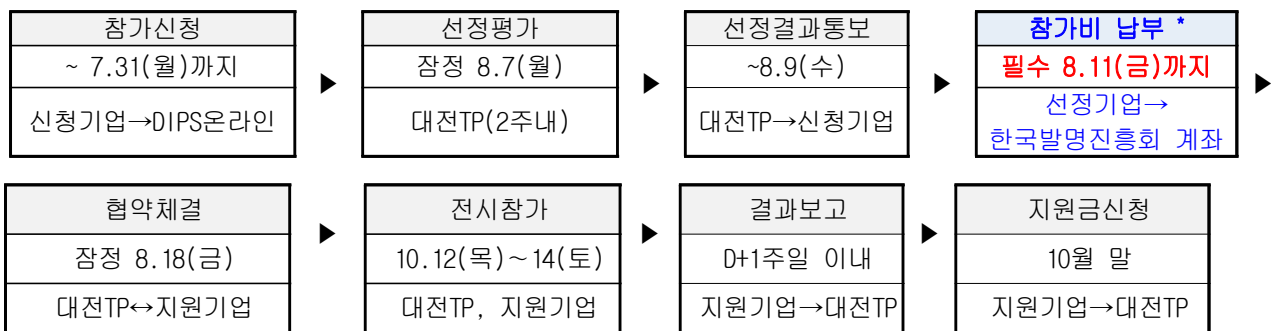 참가신청
~ 7.31(월)까지
신청기업→DIPS온라인
▶
선정평가
잠정 8.7(월)
대전TP(2주내)
▶
선정결과통보
~8.9(수)
대전TP→신청기업
▶
참가비 납부 *
필수 8.11(금)까지
선정기업→
한국발명진흥회 계좌
▶
협약체결
잠정 8.18(금)
대전TP↔지원기업
▶
전시참가
10.12(목)~14(토)
대전TP, 지원기업
▶
결과보고
D+1주일 이내
지원기업→대전TP
▶
지원금신청
10월 말
지원기업→대전TP